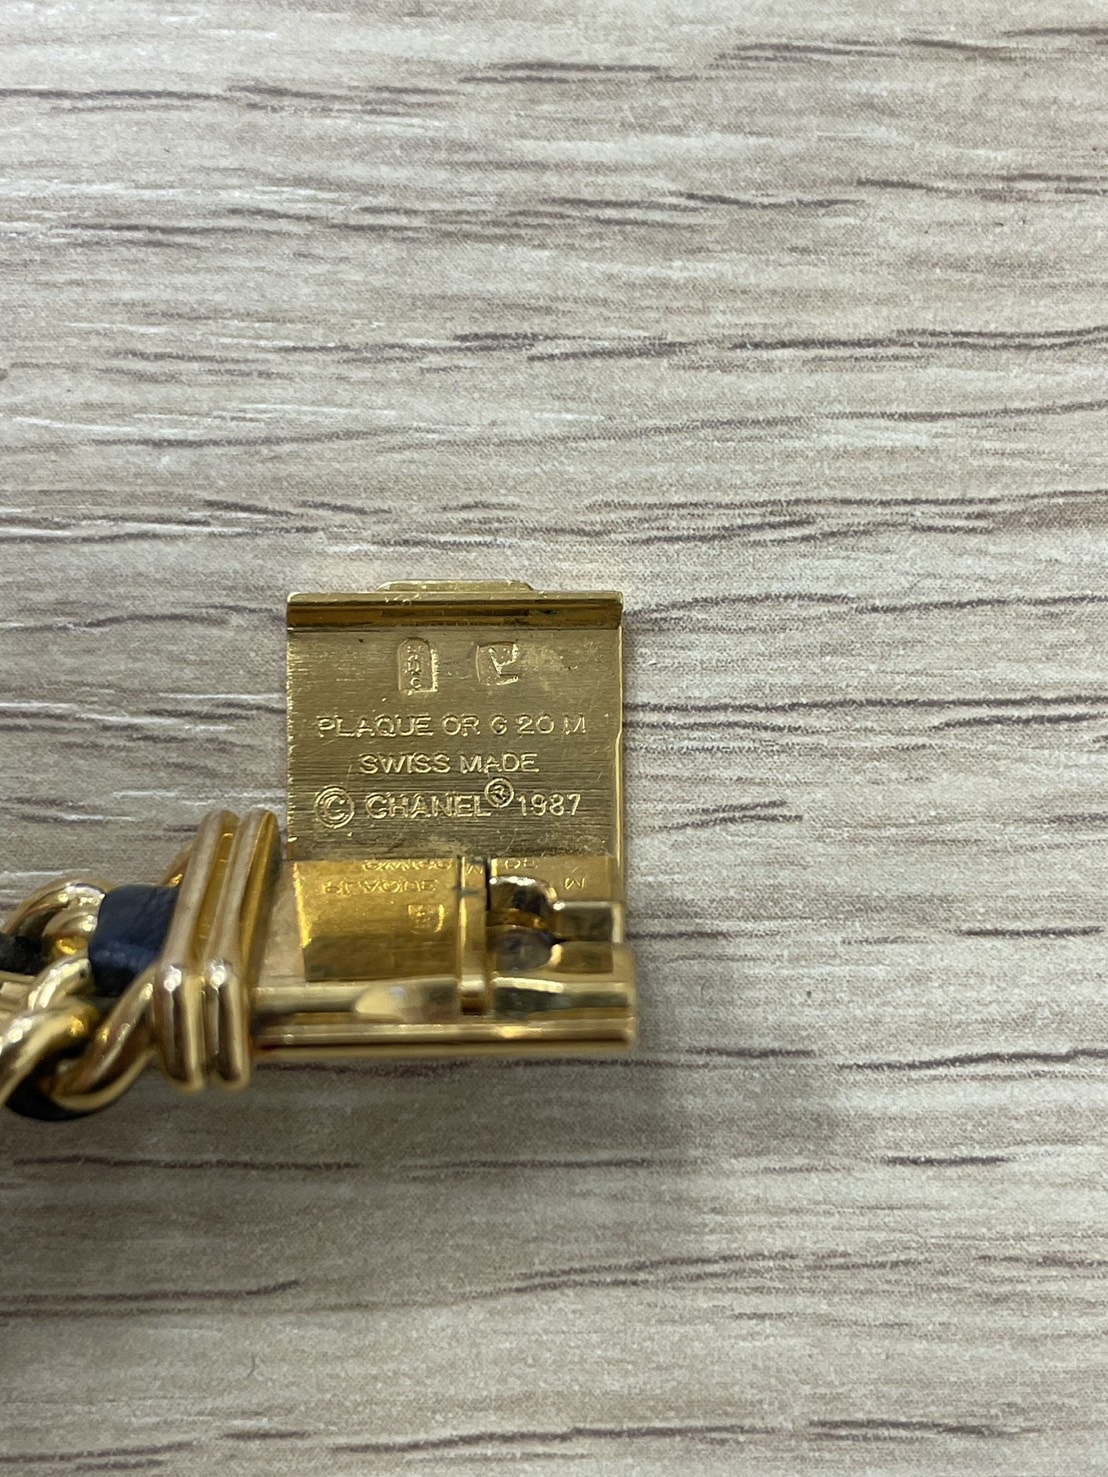 PLAQUE OR G 20 M
SWISS MADE
© CHANEL® 1987